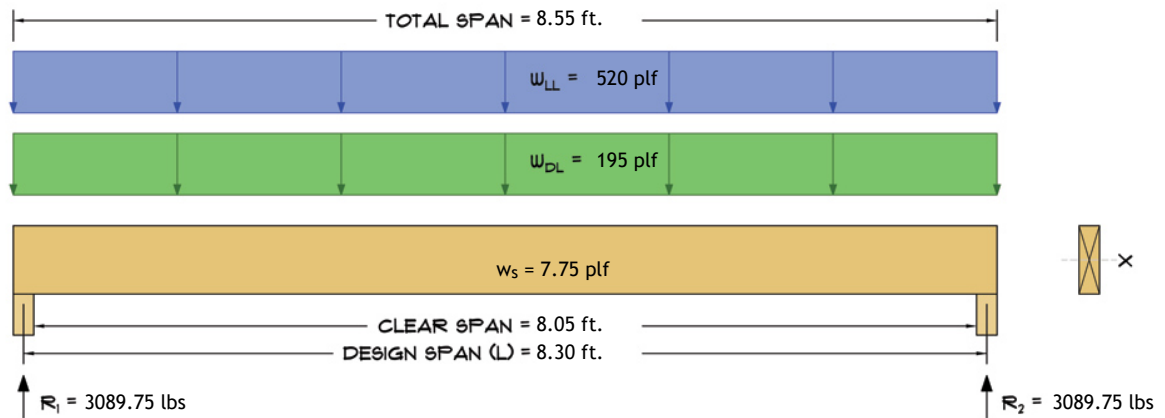 TOTAL SPAN = 8.55 ft.
WLL = 520 plf
WDL = 195 plf
ws = 7.75 plf
X
CLEAR SPAN = 8.05 ft.
DESIGN SPAN (L) = 8.30 ft.
R1 = 3089.75 lbs
R2 = 3089.75 lbs